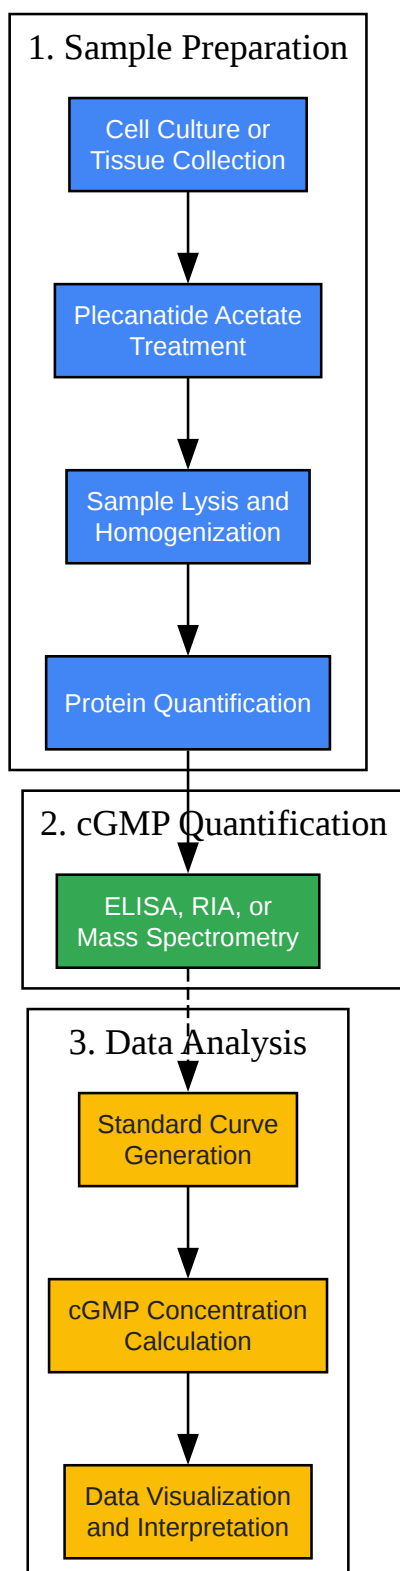 1. Sample Preparation
Cell Culture or
Tissue Collection
Plecanatide Acetate
Treatment
Sample Lysis and
Homogenization
Protein Quantification
2. cGMP Quantification
ELISA, RIA, or
Mass Spectrometry
3. Data Analysis
Standard Curve
Generation
cGMP Concentration
Calculation
Data Visualization
and Interpretation